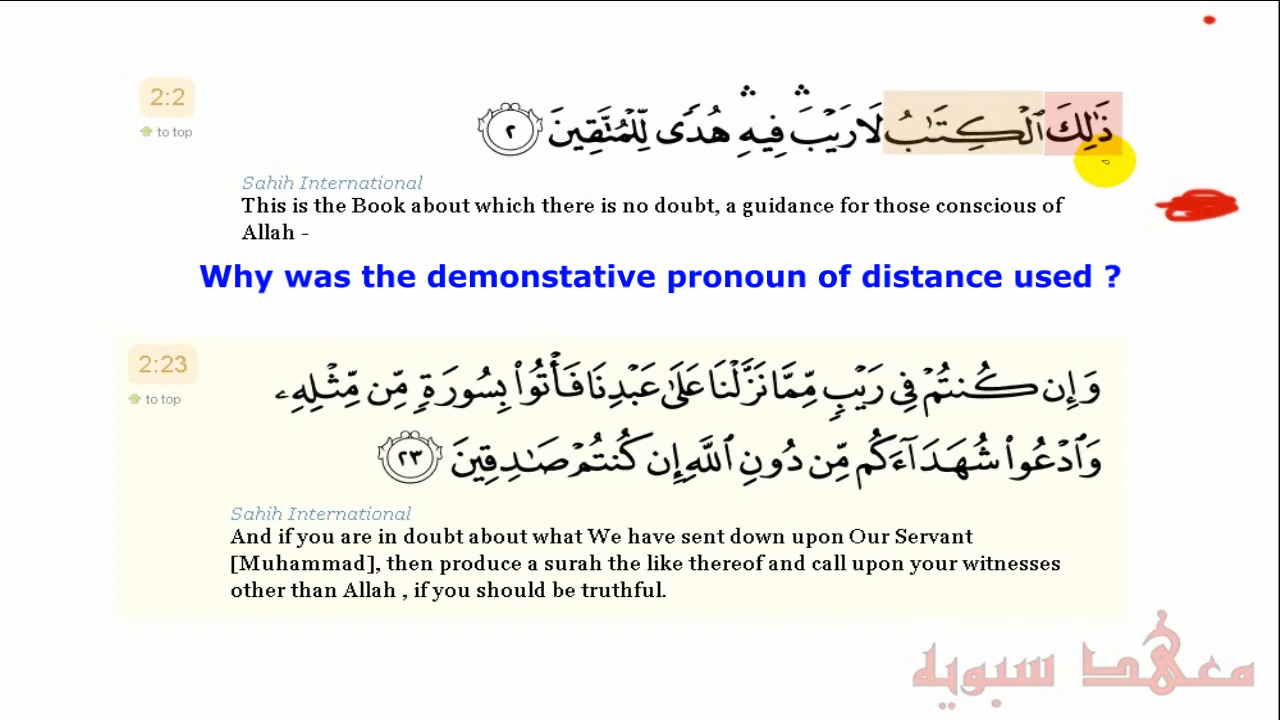 2:2
to top
ذَٰلِكَ ٱلْكِتَـٰبُ لَا رَيْبَ ۛ فِيهِ ۛ هُدًى لِّلْمُتَّقِينَ ٢
Sahih International
This is the Book about which there is no doubt, a guidance for those conscious of
Allah -
Why was the demonstative pronoun of distance used ?
2:23
to top
وَإِن كُنتُمْ فِى رَيْبٍ مِّمَّا نَزَّلْنَا عَلَىٰ عَبْدِنَا فَأْتُوا۟ بِسُورَةٍ مِّن مِّثْلِهِۦ
وَٱدْعُوا۟ شُهَدَآءَكُم مِّن دُونِ ٱللَّهِ إِن كُنتُمْ صَـٰدِقِينَ ٢٣
Sahih International
And if you are in doubt about what We have sent down upon Our Servant
[Muhammad], then produce a surah the like thereof and call upon your witnesses
other than Allah , if you should be truthful.
معهد سبويه